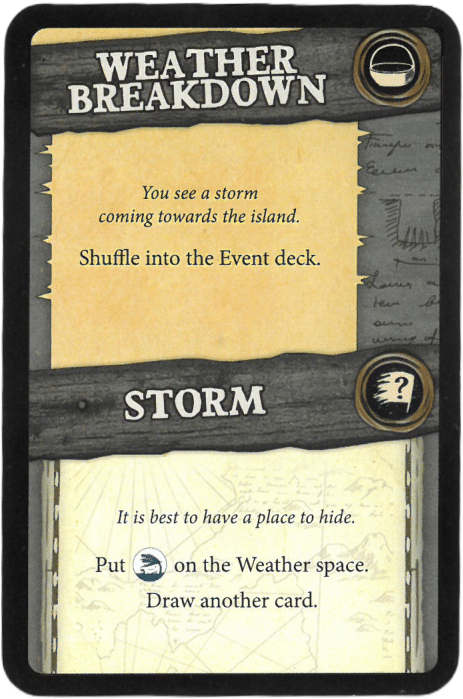 WEATHER
BREAKDOWN
You see a storm
coming towards the island.
Shuffle into the Event deck.
STORM
?
It is best to have a place to hide.
Put on the Weather space.
Draw another card.